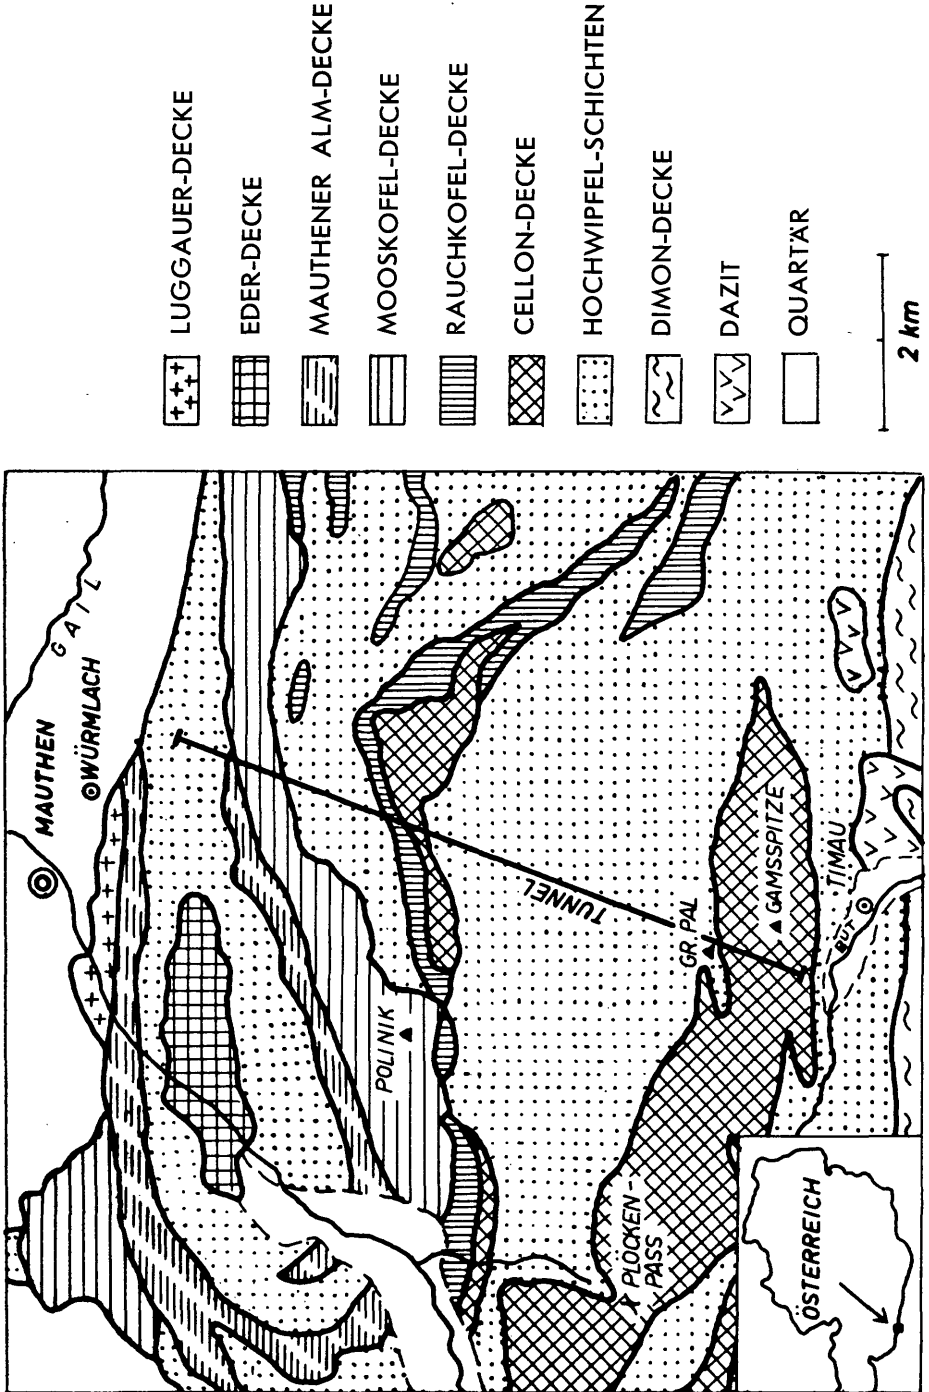 MAUTHEN
WÜRMLACH
GAIL
POLINIK
TUNNEL
GR. PAL
GAMSSPITZE
PLÖCKEN-
PASS
TIMAU
BUT
ÖSTERREICH
LUGGAUER-DECKE
EDER-DECKE
MAUTHENER ALM-DECKE
MOOSKOFEL-DECKE
RAUCHKOFEL-DECKE
CELLON-DECKE
HOCHWIPFEL-SCHICHTEN
DIMON-DECKE
DAZIT
QUARTÄR
2 km